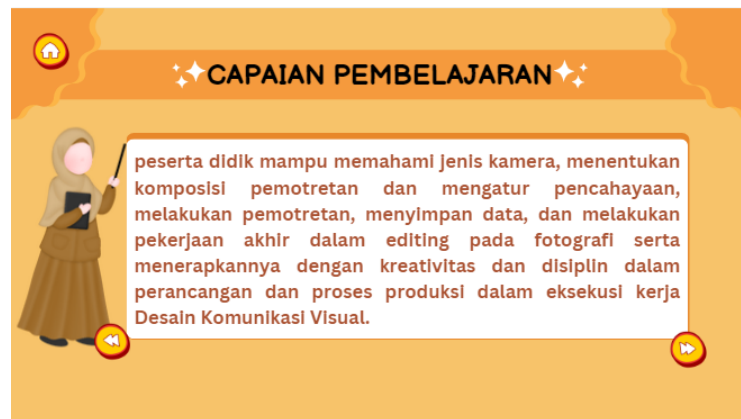 CAPAIAN PEMBELAJARAN
peserta didik mampu memahami jenis kamera, menentukan
komposisi pemotretan dan mengatur pencahayaan,
melakukan pemotretan, menyimpan data, dan melakukan
pekerjaan akhir dalam editing pada fotografi serta
menerapkannya dengan kreativitas dan disiplin dalam
perancangan dan proses produksi dalam eksekusi kerja
Desain Komunikasi Visual.